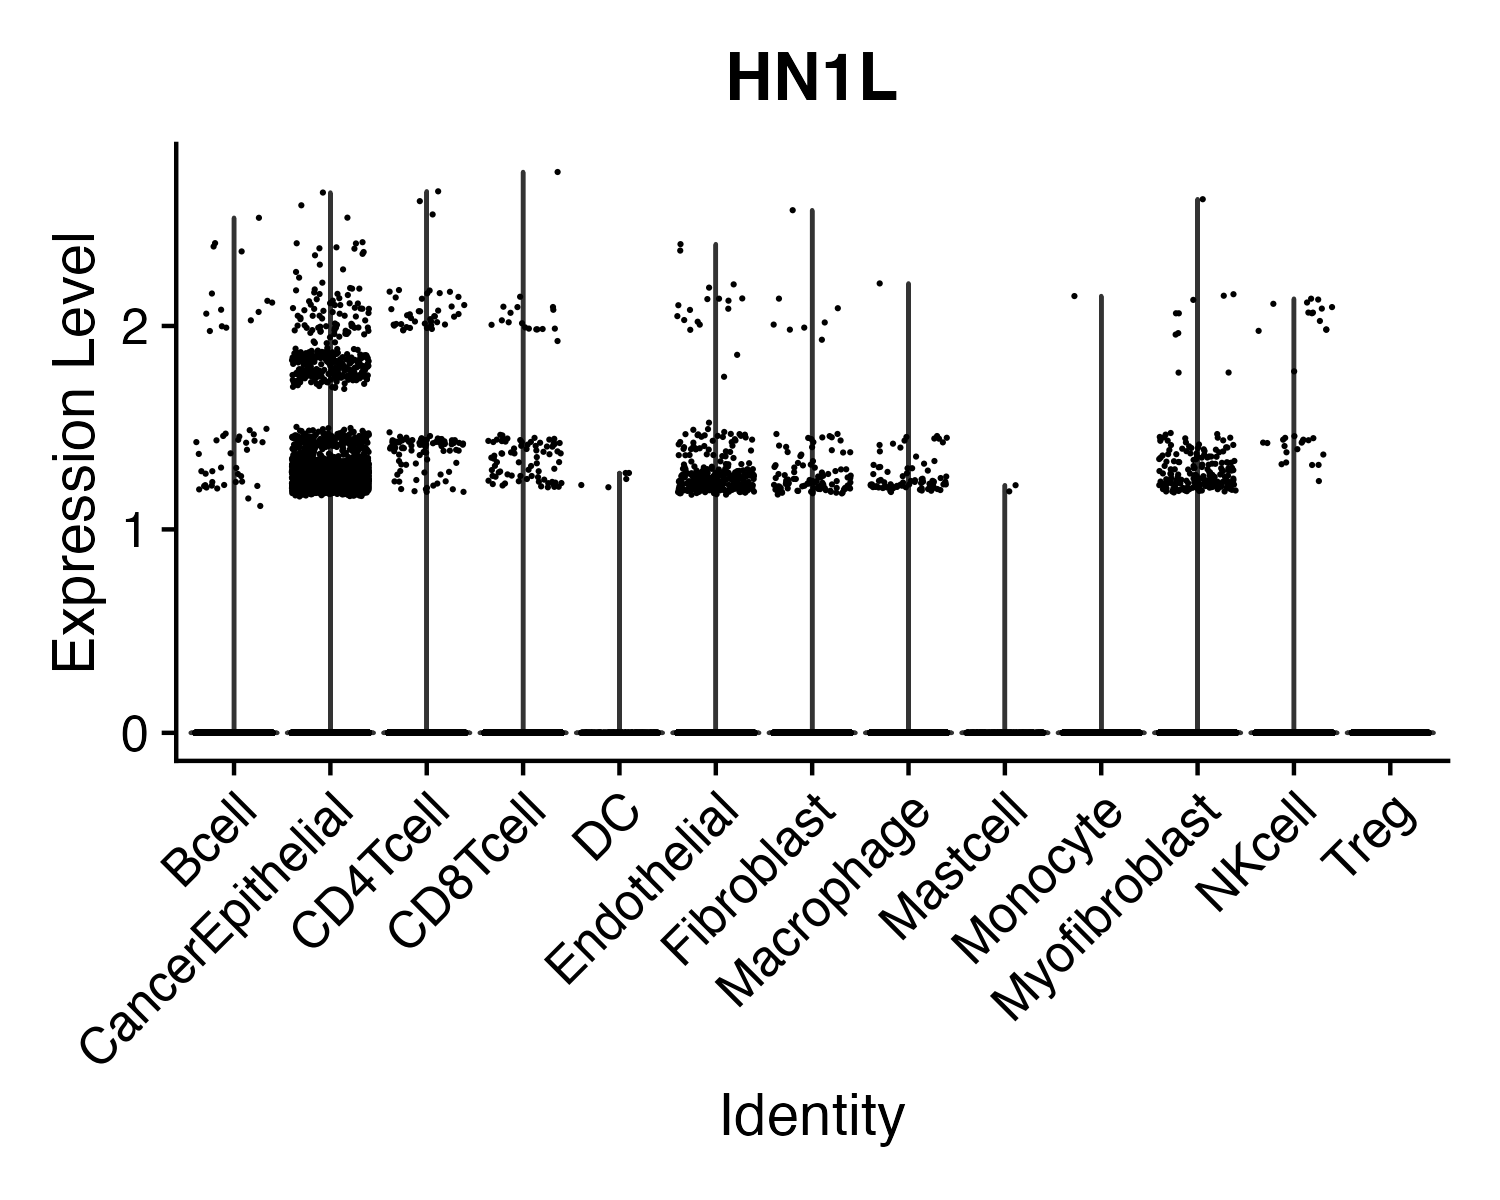 HN1L
Expression Level
2
1
0
Bcell
CancerEpithelial
CD4Tcell
CD8Tcell
DC
Endothelial
Fibroblast
Macrophage
Mastcell
Monocyte
Myofibroblast
NKcell
Treg
Identity